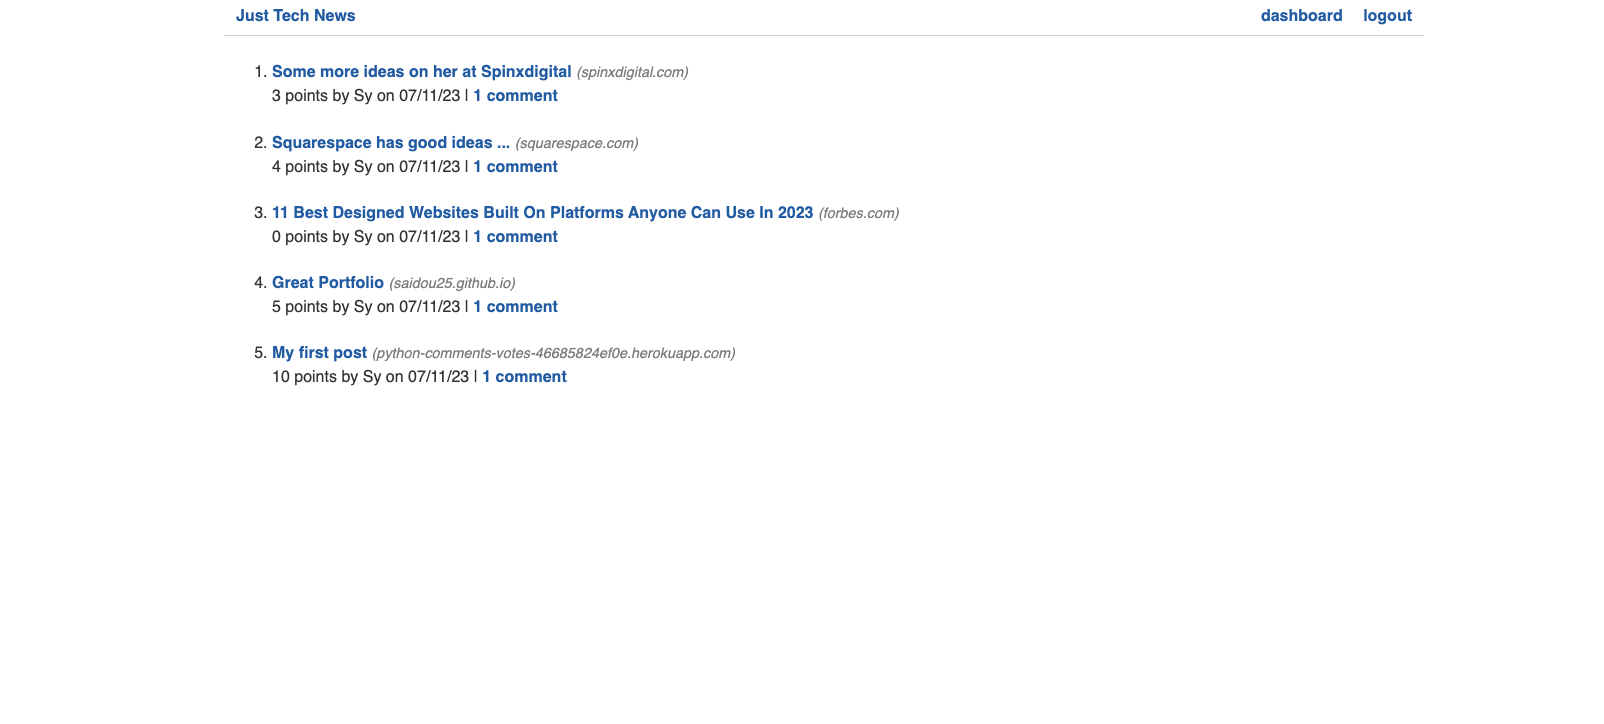 Just Tech News dashboard logout
1. Some more ideas on her at Spinxdigital (spinxdigital.com)
3 points by Sy on 07/11/23 | 1 comment
2. Squarespace has good ideas ... (squarespace.com)
4 points by Sy on 07/11/23 | 1 comment
3. 11 Best Designed Websites Built On Platforms Anyone Can Use In 2023 (forbes.com)
0 points by Sy on 07/11/23 | 1 comment
4. Great Portfolio (saidou25.github.io)
5 points by Sy on 07/11/23 | 1 comment
5. My first post (python-comments-votes-46685824ef0e.herokuapp.com)
10 points by Sy on 07/11/23 | 1 comment